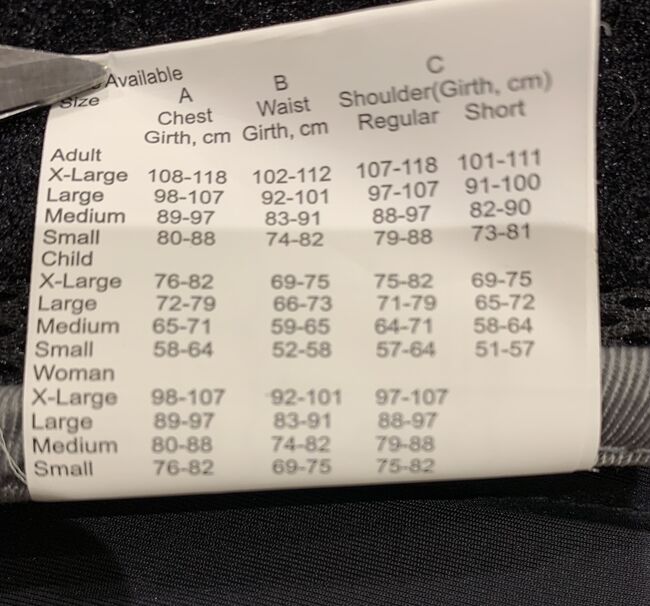 Available
Size
A
Chest
Girth, cm
B
Waist
Girth, cm
C
Shoulder(Girth, cm)
Regular Short
Adult
X-Large 108-118 102-112 107-118 101-111
Large 98-107 92-101 97-107 91-100
Medium 89-97 83-91 88-97 82-90
Small 80-88 74-82 79-88 73-81
Child
X-Large 76-82 69-75 75-82 69-75
Large 72-79 66-73 71-79 65-72
Medium 65-71 59-65 64-71 58-64
Small 58-64 52-58 57-64 51-57
Woman
X-Large 98-107 92-101 97-107
Large 89-97 83-91 88-97
Medium 80-88 74-82 79-88
Small 76-82 69-75 75-82